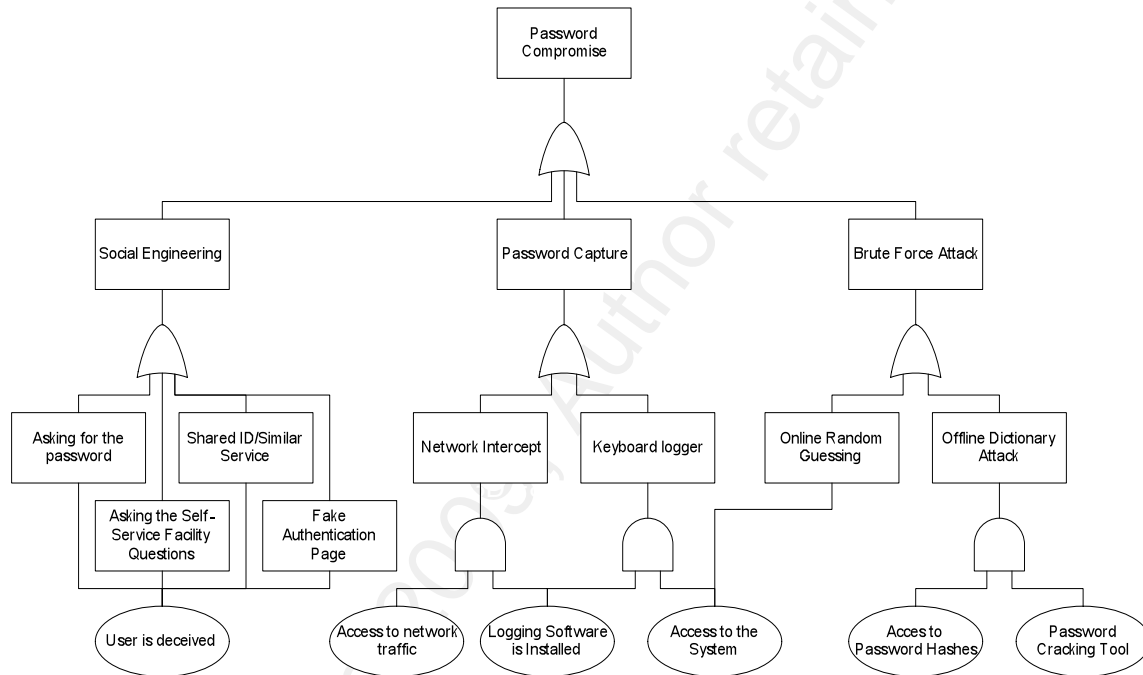 Password
Compromise
Social Engineering
Password Capture
Brute Force Attack
Asking for the
password
Shared ID/Similar
Service
Network Intercept
Keyboard logger
Online Random
Guessing
Offline Dictionary
Attack
Asking the Self-
Service Facility
Questions
Fake
Authentication
Page
User is deceived
Access to network
traffic
Logging Software
is Installed
Access to the
System
Acces to
Password Hashes
Password
Cracking Tool
Author retain